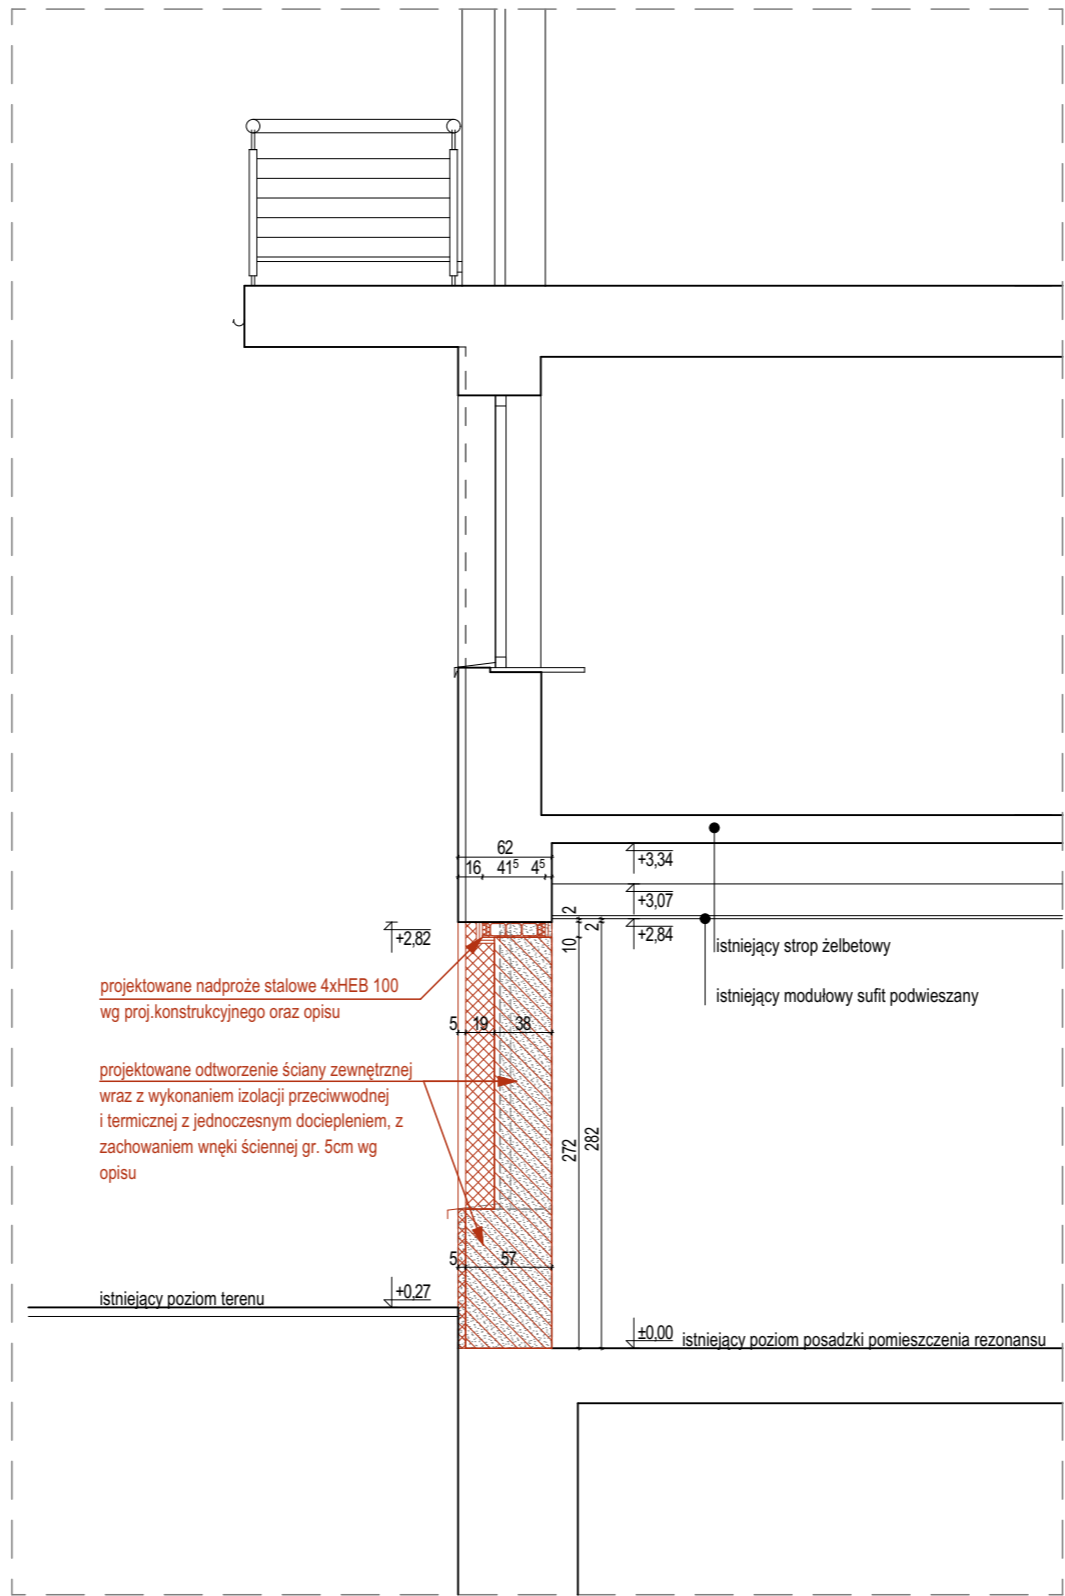 62
16 41⁵ 4⁵
+3,34
+3,07
2
2
+2,82
+2,84
10
istniejący strop żelbetowy
projektowane nadproże stalowe 4xHEB 100
wg proj.konstrukcyjnego oraz opisu
istniejący modułowy sufit podwieszany
5 19 38
projektowane odtworzenie ściany zewnętrznej
wraz z wykonaniem izolacji przeciwwodnej
i termicznej z jednoczesnym dociepleniem, z
zachowaniem wnęki ściennej gr. 5cm wg
opisu
272
282
5 57
istniejący poziom terenu
+0,27
±0,00
istniejący poziom posadzki pomieszczenia rezonansu